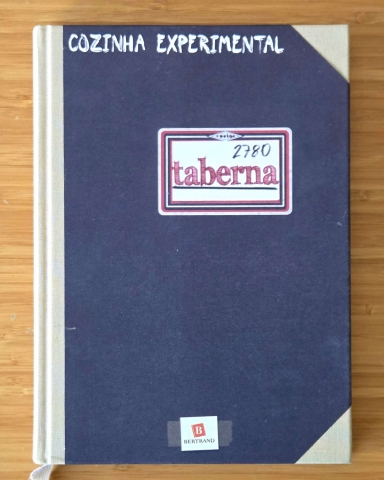 COZINHA EXPERIMENTAL
2780
taberna
B
BERTRAND